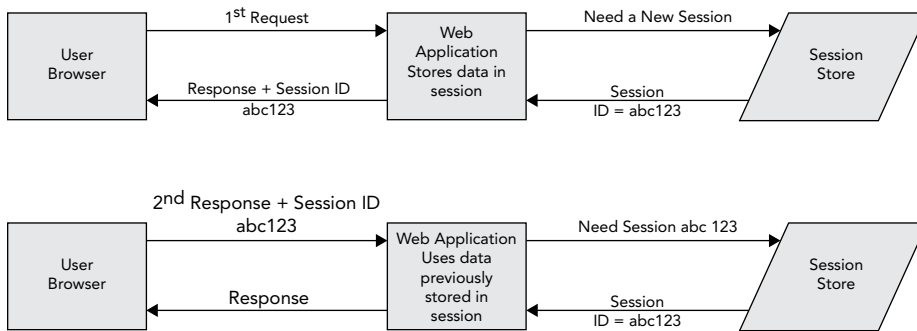 1st Request
Need a New Session
User
Browser
Web
Application
Stores data in
session
Session
Store
Response + Session ID
abc123
Session
ID = abc123
2nd Response + Session ID
abc123
Need Session abc 123
User
Browser
Web Application
Uses data
previously
stored in
session
Session
Store
Response
Session
ID = abc123